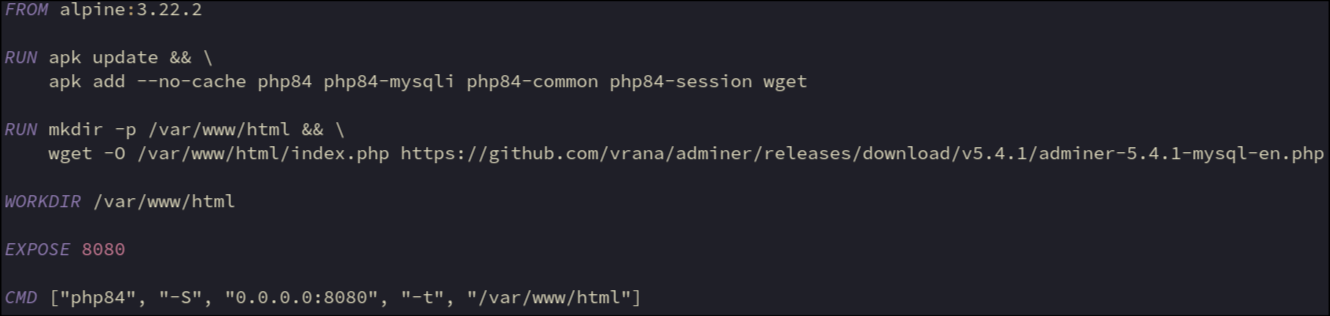 FROM alpine:3.22.2
RUN apk update && \
apk add --no-cache php84 php84-mysqli php84-common php84-session wget
RUN mkdir -p /var/www/html && \
wget -O /var/www/html/index.php https://github.com/vrana/adminer/releases/download/v5.4.1/adminer-5.4.1-mysql-en.php
WORKDIR /var/www/html
EXPOSE 8080
CMD ["php84", "-S", "0.0.0.0:8080", "-t", "/var/www/html"]